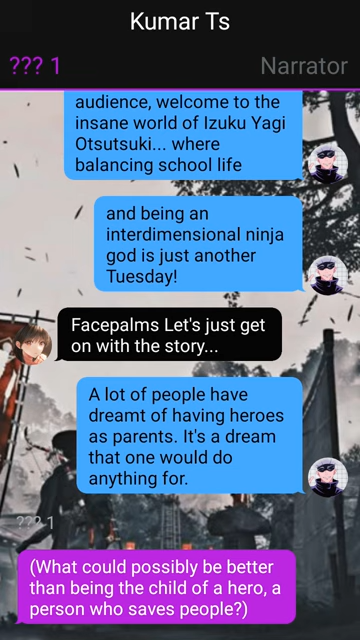 Kumar Ts
??? 1
Narrator
audience, welcome to the
insane world of Izuku Yagi
Otsutsuki... where
balancing school life
and being an
interdimensional ninja
god is just another
Tuesday!
Facepalms Let's just get
on with the story...
A lot of people have
dreamt of having heroes
as parents. It's a dream
that one would do
anything for.
??? 1
(What could possibly be better
than being the child of a hero, a
person who saves people?)